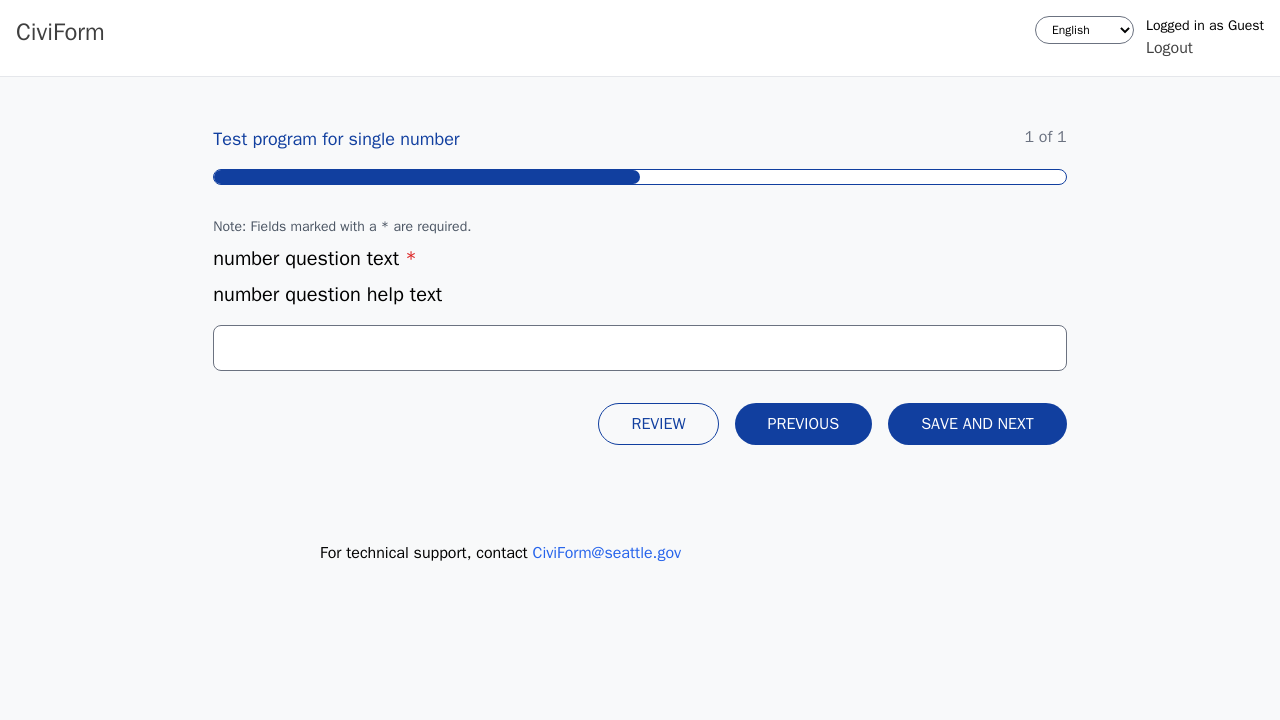 CiviForm
English
Logged in as Guest
Logout
Test program for single number
1 of 1
Note: Fields marked with a * are required.
number question text *
number question help text
REVIEW
PREVIOUS
SAVE AND NEXT
For technical support, contact CiviForm@seattle.gov